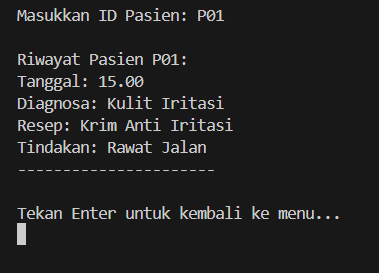 Masukkan ID Pasien: P01
Riwayat Pasien P01:
Tanggal: 15.00
Diagnosa: Kulit Iritasi
Resep: Krim Anti Iritasi
Tindakan: Rawat Jalan
----------------------
Tekan Enter untuk kembali ke menu...